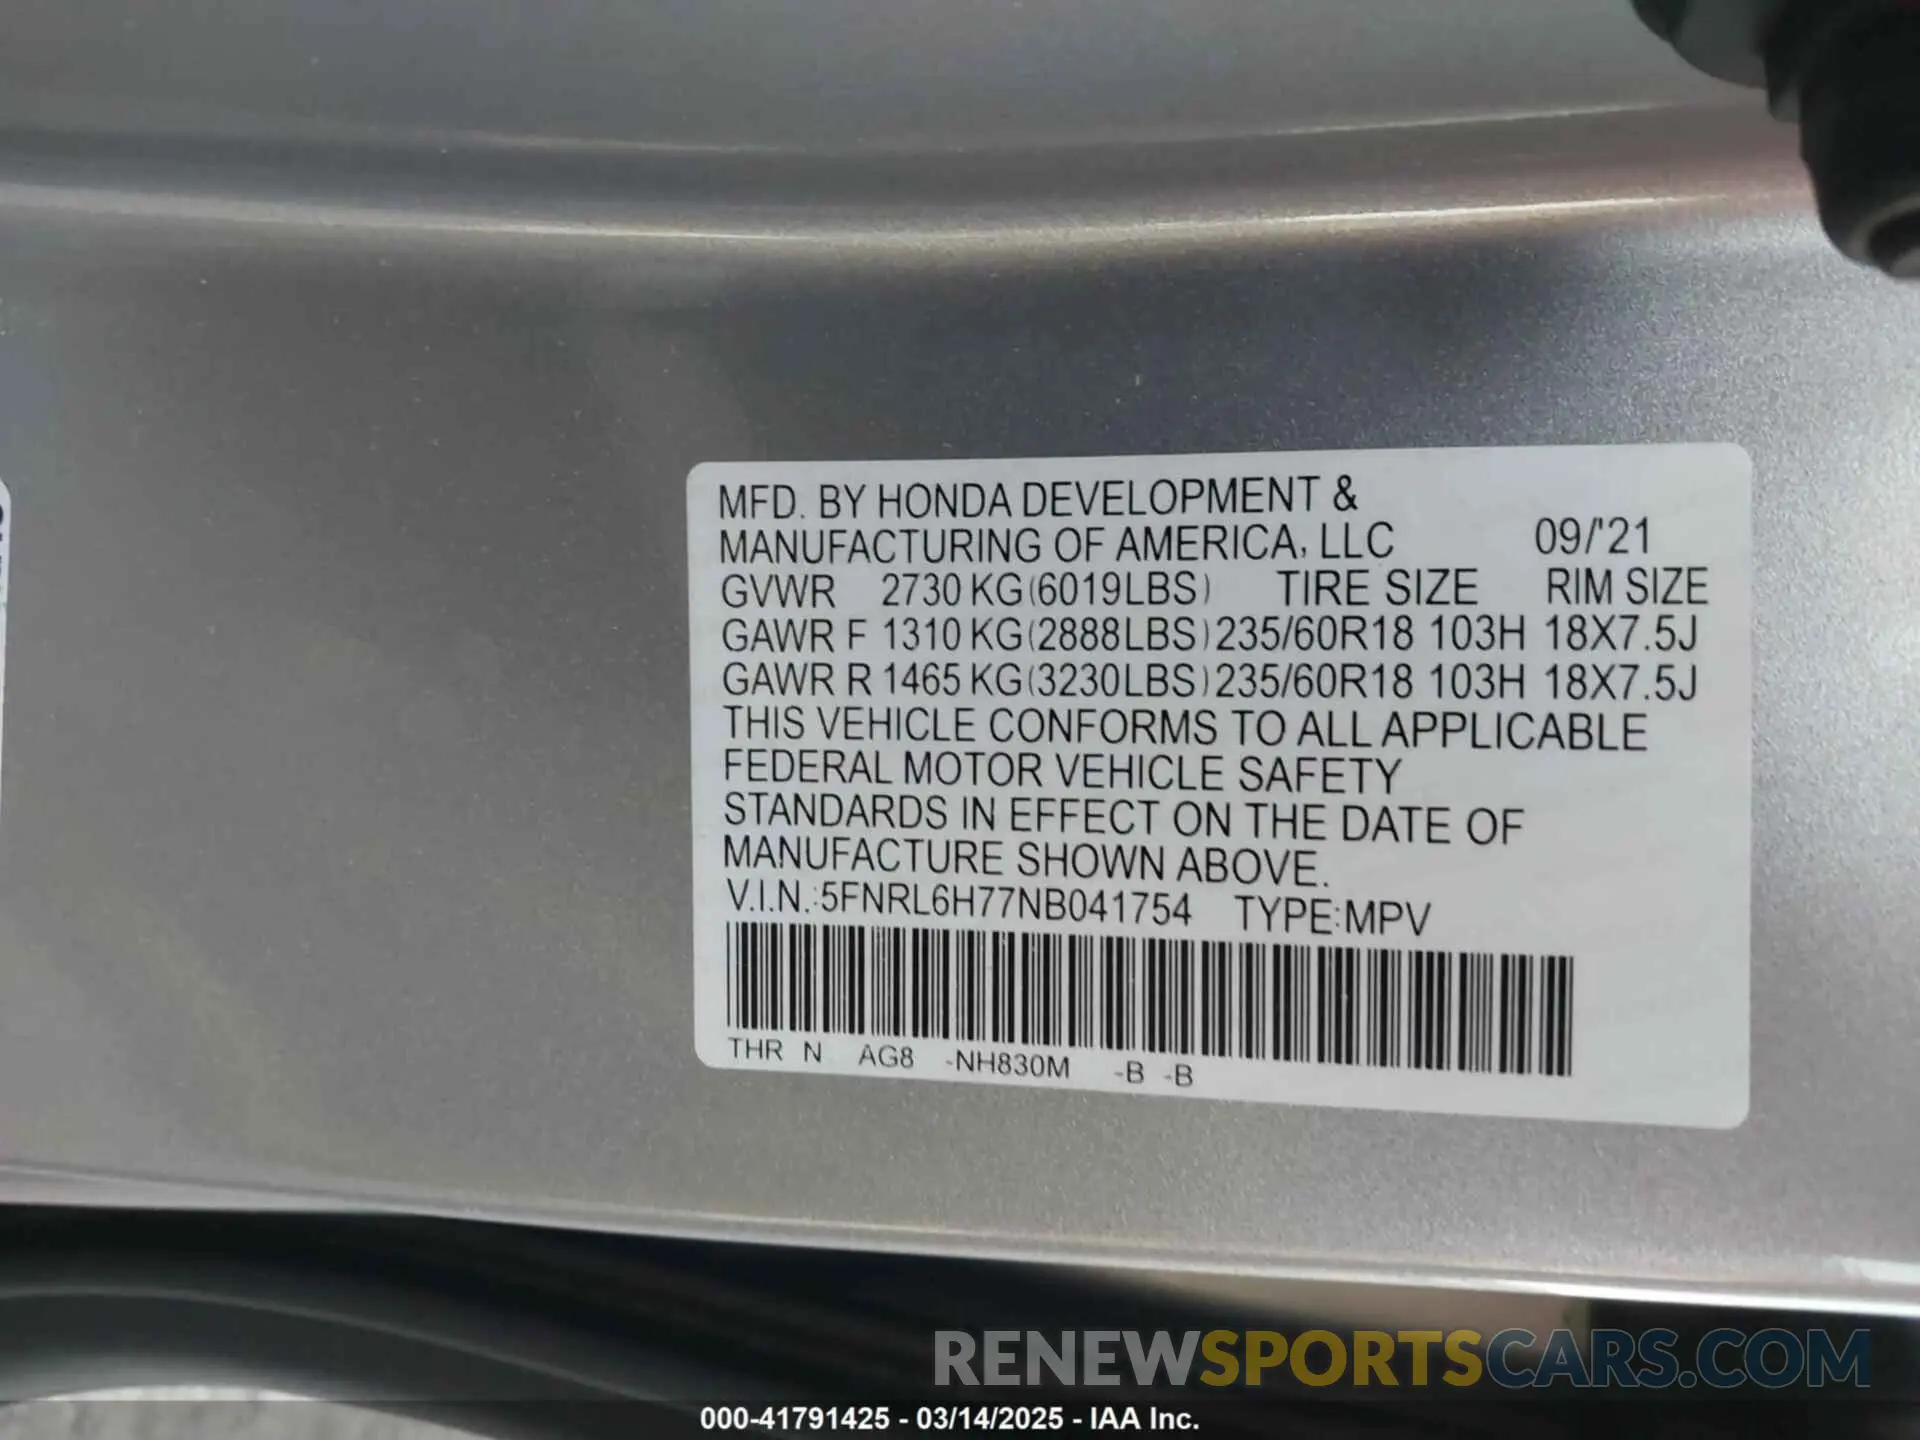 MFD. BY HONDA DEVELOPMENT &
MANUFACTURING OF AMERICA, LLC 09/'21
GVWR 2730 KG(6019LBS) TIRE SIZE RIM SIZE
GAWR F 1310 KG(2888LBS) 235/60R18 103H 18X7.5J
GAWR R 1465 KG(3230LBS) 235/60R18 103H 18X7.5J
THIS VEHICLE CONFORMS TO ALL APPLICABLE
FEDERAL MOTOR VEHICLE SAFETY
STANDARDS IN EFFECT ON THE DATE OF
MANUFACTURE SHOWN ABOVE.
V.I.N.:5FNRL6H77NB041754 TYPE:MPV
THR N AG8 -NH830M -B -B
RENEWSPORTSCARS.COM
000-41791425 - 03/14/2025 - IAA Inc.